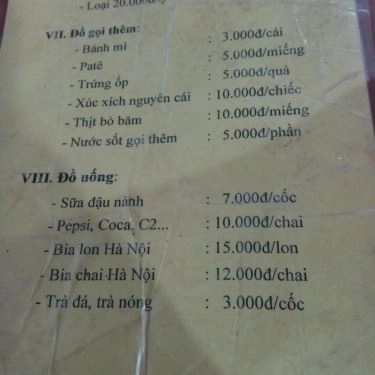 - Loại 20.000đ/
VII. Đồ gọi thêm:
- Bánh mì : 3.000đ/cái
- Patê : 5.000đ/miếng
- Trứng ốp : 5.000đ/quả
- Xúc xích nguyên cái : 10.000đ/chiếc
- Thịt bò băm : 10.000đ/miếng
- Nước sốt gọi thêm : 5.000đ/phần
VIII. Đồ uống:
- Sữa đậu nành : 7.000đ/cốc
- Pepsi, Coca, C2... : 10.000đ/chai
- Bia lon Hà Nội : 15.000đ/lon
- Bia chai Hà Nội : 12.000đ/chai
- Trà đá, trà nóng : 3.000đ/cốc